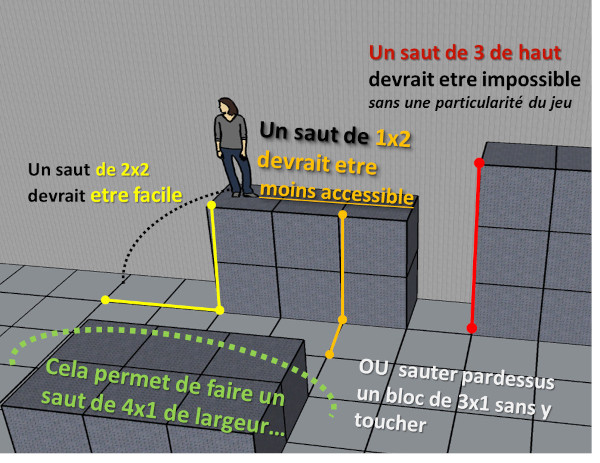 Un saut de 3 de haut
devrait etre impossible
sans une particularité du jeu
Un saut de 1x2
devrait etre
moins accessible
Un saut de 2x2
devrait etre facile
Cela permet de faire un
saut de 4x1 de largeur...
OU sauter pardessus
un bloc de 3x1 sans y
toucher